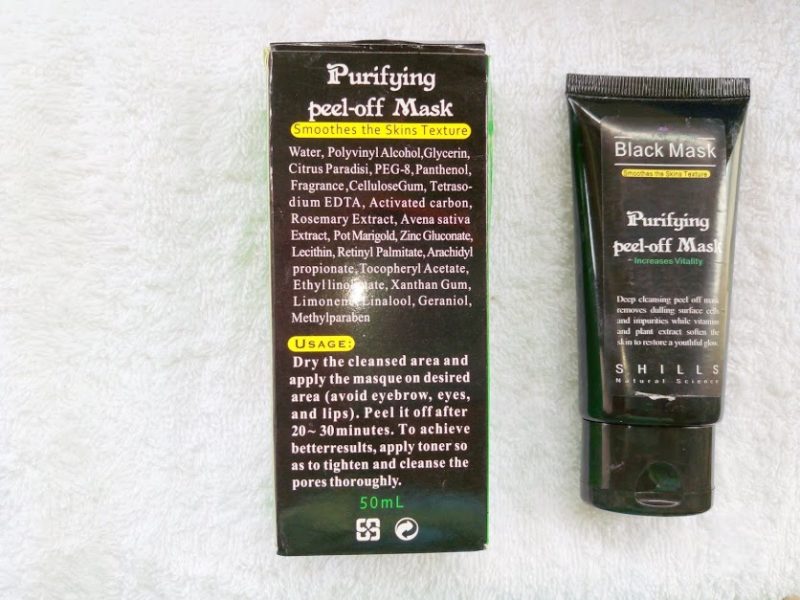 Purifying
peel-off Mask
Smoothes the Skins Texture
Water, Polyvinyl Alcohol,Glycerin,
Citrus Paradisi, PEG-8, Panthenol,
Fragrance,CelluloseGum, Tetraso-
dium EDTA, Activated carbon,
Rosemary Extract, Avena sativa
Extract, Pot Marigold, Zinc Gluconate,
Lecithin, Retinyl Palmitate, Arachidyl
propionate, Tocopheryl Acetate,
Ethyl Xanthan Gum,
Linalool, Geraniol,
Methylparaben
USAGE:
Dry the cleansed area and
apply the masque on desired
area (avoid eyebrow, eyes,
and lips). Peel it off after
20~30minutes. To achieve
betterresults, apply toner so
as to tighten and cleanse the
pores thoroughly.
50mL
Black Mask
Smoothes the Skins Texture
Purifying
peel-off Mask
Increases Vitality
Deep cleansing peel off mask
removes dulling surface cells
and impurities while vitamins
and plant extract soften the
skin to restore a youthful glow.
SHILLS
Natural Science